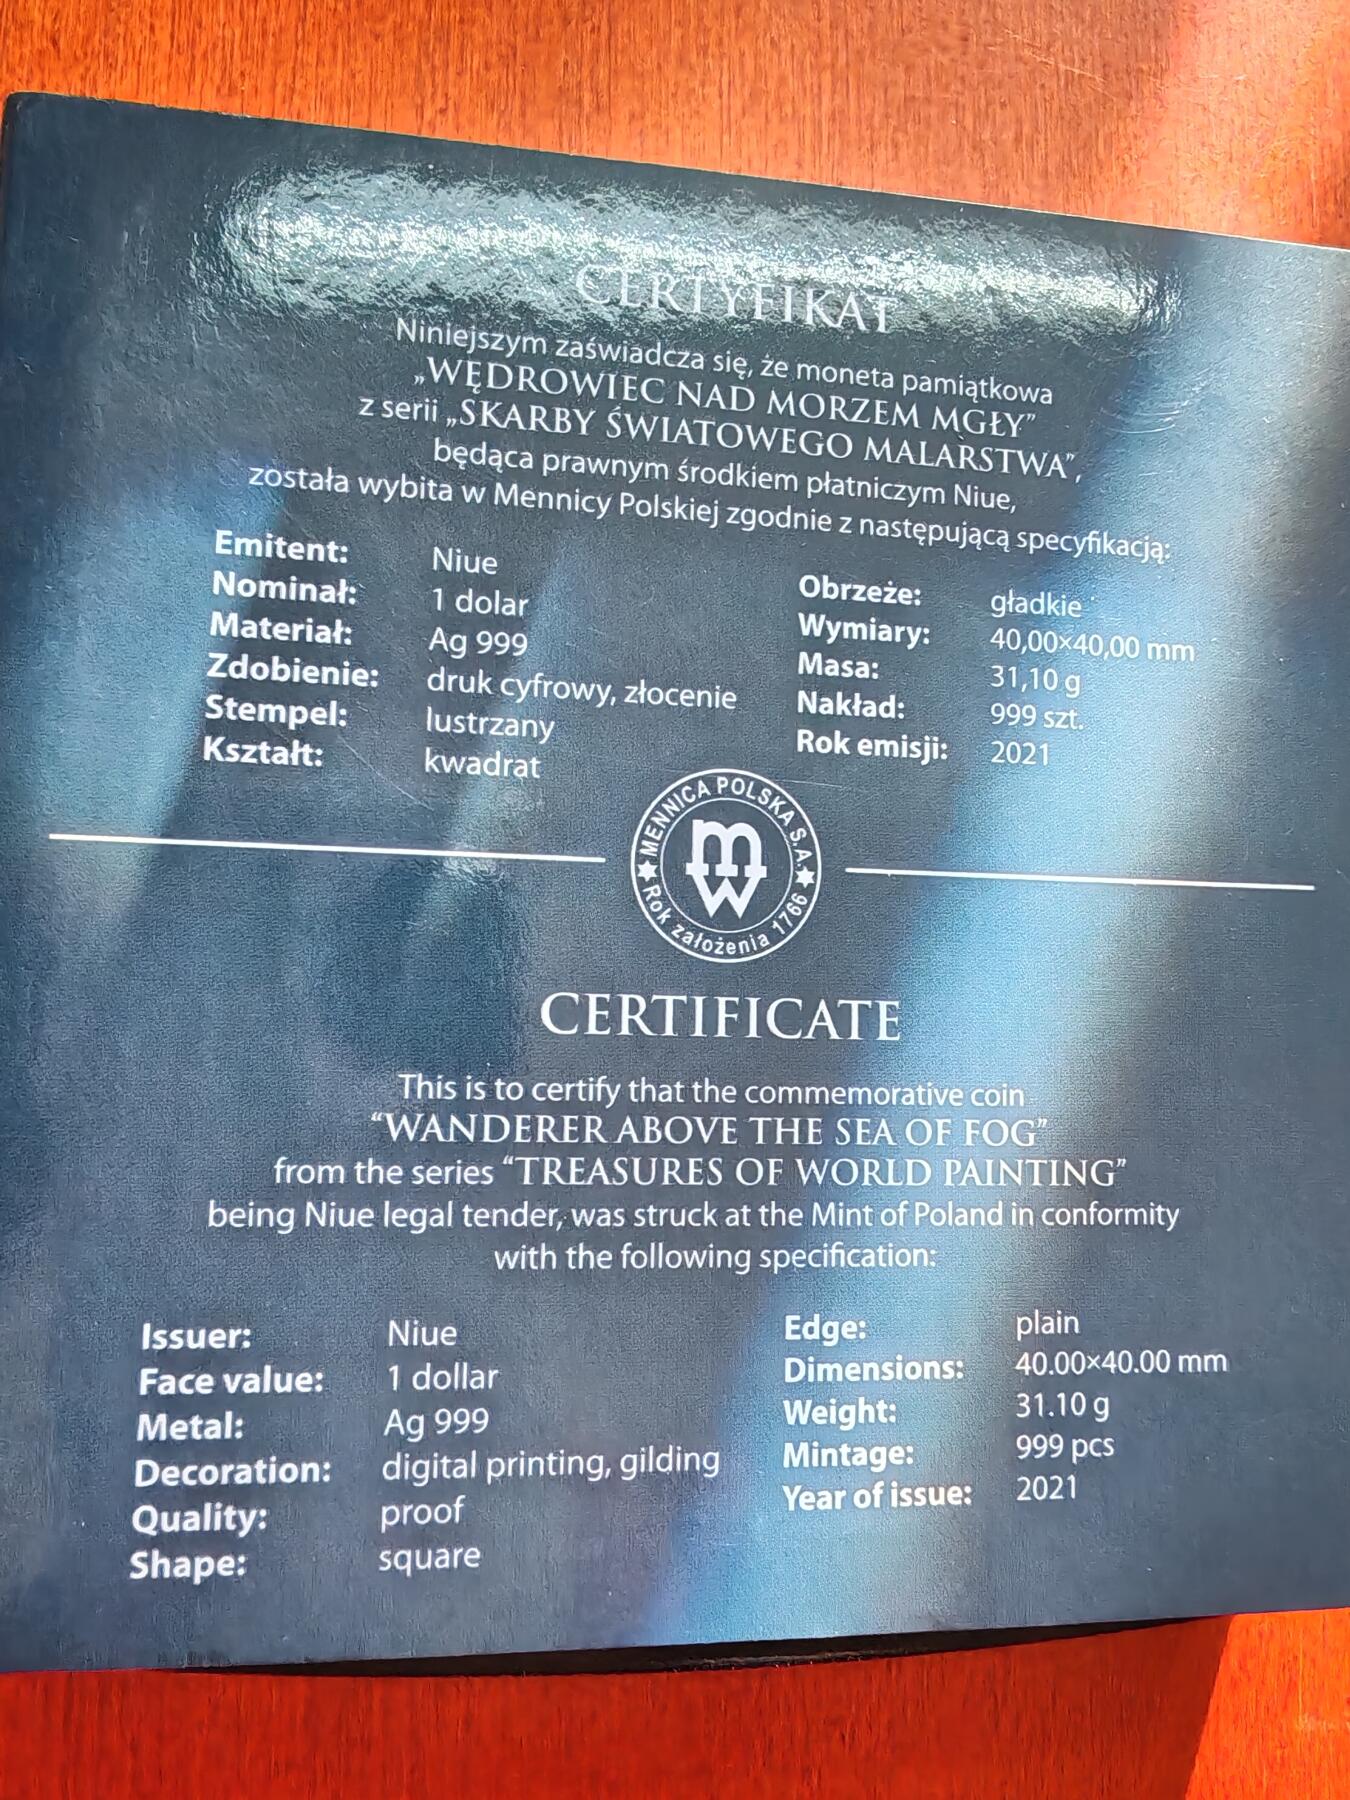 CERTYFIKAT
Niniejszym zaświadcza się, że moneta pamiątkowa
„WĘDROWIEC NAD MORZEM MGŁY”
z serii „SKARBY ŚWIATOWEGO MALARSTWA”,
będąca prawnym środkiem płatniczym Niue,
została wybita w Mennicy Polskiej zgodnie z następującą specyfikacją:
Emitent: Niue
Nominał: 1 dolar
Materiał: Ag 999
Zdobienie: druk cyfrowy, złocenie
Stempel: lustrzany
Kształt: kwadrat
Obrzeże: gładkie
Wymiary: 40,00×40,00 mm
Masa: 31,10 g
Nakład: 999 szt.
Rok emisji: 2021
MENNICA POLSKA S.A.
mw
Rok założenia 1766
CERTIFICATE
This is to certify that the commemorative coin
“WANDERER ABOVE THE SEA OF FOG”
from the series “TREASURES OF WORLD PAINTING”
being Niue legal tender, was struck at the Mint of Poland in conformity
with the following specification:
Issuer: Niue
Face value: 1 dollar
Metal: Ag 999
Decoration: digital printing, gilding
Quality: proof
Shape: square
Edge: plain
Dimensions: 40.00×40.00 mm
Weight: 31.10 g
Mintage: 999 pcs
Year of issue: 2021